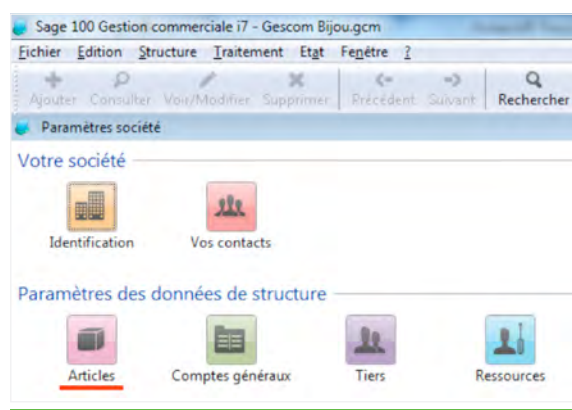 Sage 100 Gestion commerciale i7 - Gescom Bijou.gcm
Fichier Edition Structure Traitement Etat Fenêtre ?
Ajouter Consulter Voir/Modifier Supprimer Précédent Suivant Rechercher
Paramètres société
Votre société
Identification Vos contacts
Paramètres des données de structure
Articles Comptes généraux Tiers Ressources